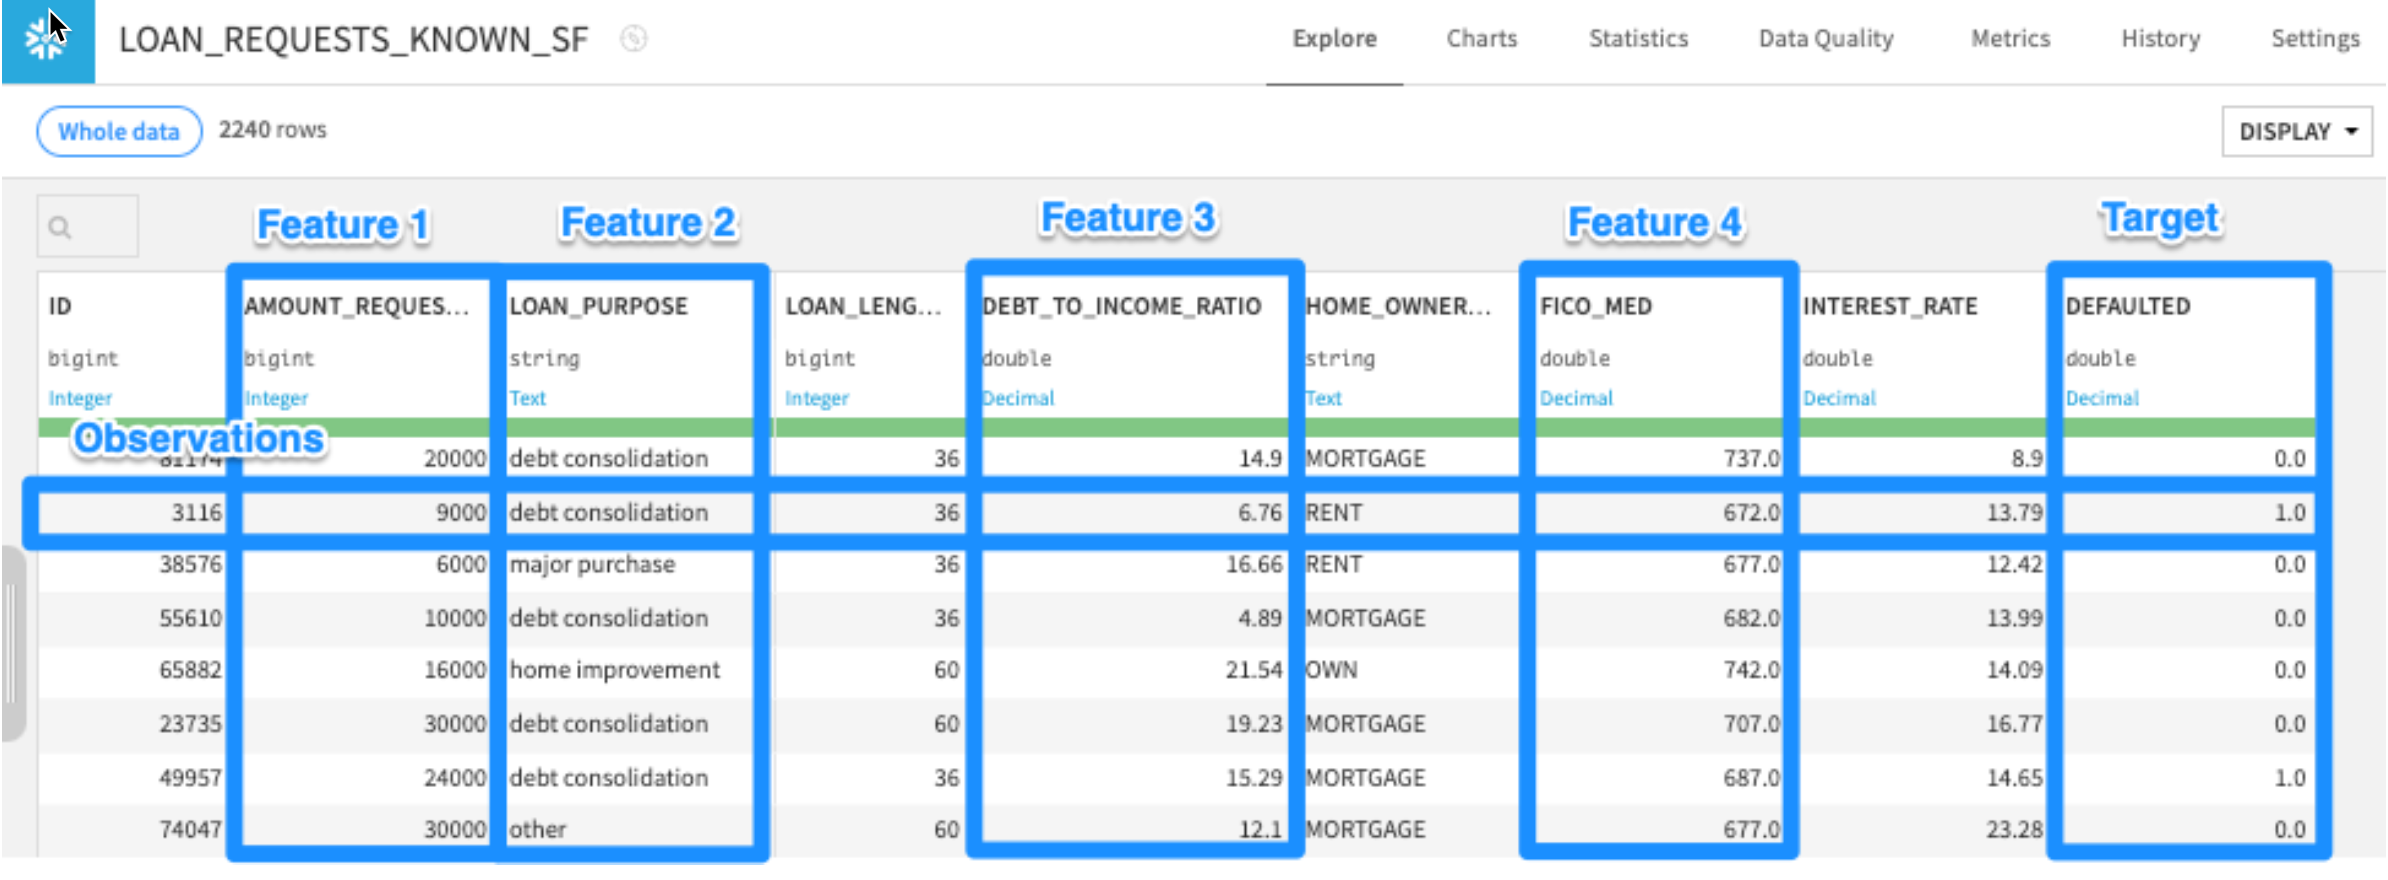 LOAN_REQUESTS_KNOWN_SF
Explore Charts Statistics Data Quality Metrics History Settings
Whole data 2240 rows
DISPLAY
Feature 1 Feature 2 Feature 3 Feature 4 Target
ID AMOUNT_REQUES... LOAN_PURPOSE LOAN_LENG... DEBT_TO_INCOME_RATIO HOME_OWNER... FICO_MED INTEREST_RATE DEFAULTED
bigint bigint string bigint double string double double double
Integer Integer Text Integer Decimal Text Decimal Decimal Decimal
Observations
81174 20000 debt consolidation 36 14.9 MORTGAGE 737.0 8.9 0.0
3116 9000 debt consolidation 36 6.76 RENT 672.0 13.79 1.0
38576 6000 major purchase 36 16.66 RENT 677.0 12.42 0.0
55610 10000 debt consolidation 36 4.89 MORTGAGE 682.0 13.99 0.0
65882 16000 home improvement 60 21.54 OWN 742.0 14.09 0.0
23735 30000 debt consolidation 60 19.23 MORTGAGE 707.0 16.77 0.0
49957 24000 debt consolidation 36 15.29 MORTGAGE 687.0 14.65 1.0
74047 30000 other 60 12.1 MORTGAGE 677.0 23.28 0.0